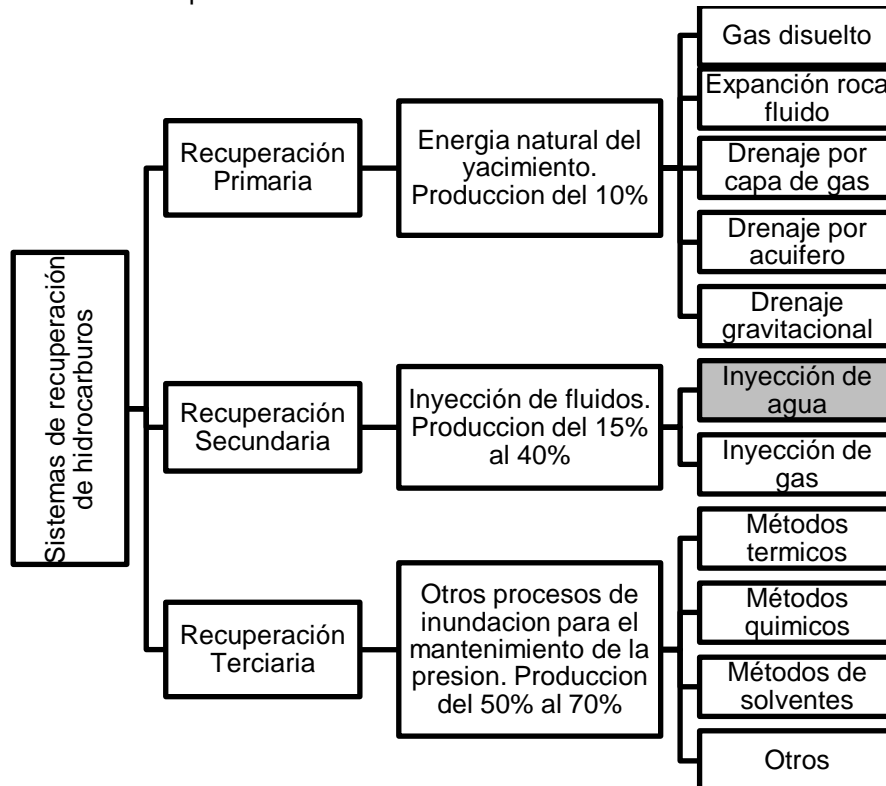 Sistemas de recuperación
de hidrocarburos
Recuperación
Primaria
Energia natural del
yacimiento.
Produccion del 10%
Gas disuelto
Expanción roca
fluido
Drenaje por
capa de gas
Drenaje por
acuifero
Drenaje
gravitacional
Recuperación
Secundaria
Inyección de fluidos.
Produccion del 15%
al 40%
Inyección de
agua
Inyección de
gas
Recuperación
Terciaria
Otros procesos de
inundacion para el
mantenimiento de la
presion. Produccion
del 50% al 70%
Métodos
termicos
Métodos
quimicos
Métodos de
solventes
Otros